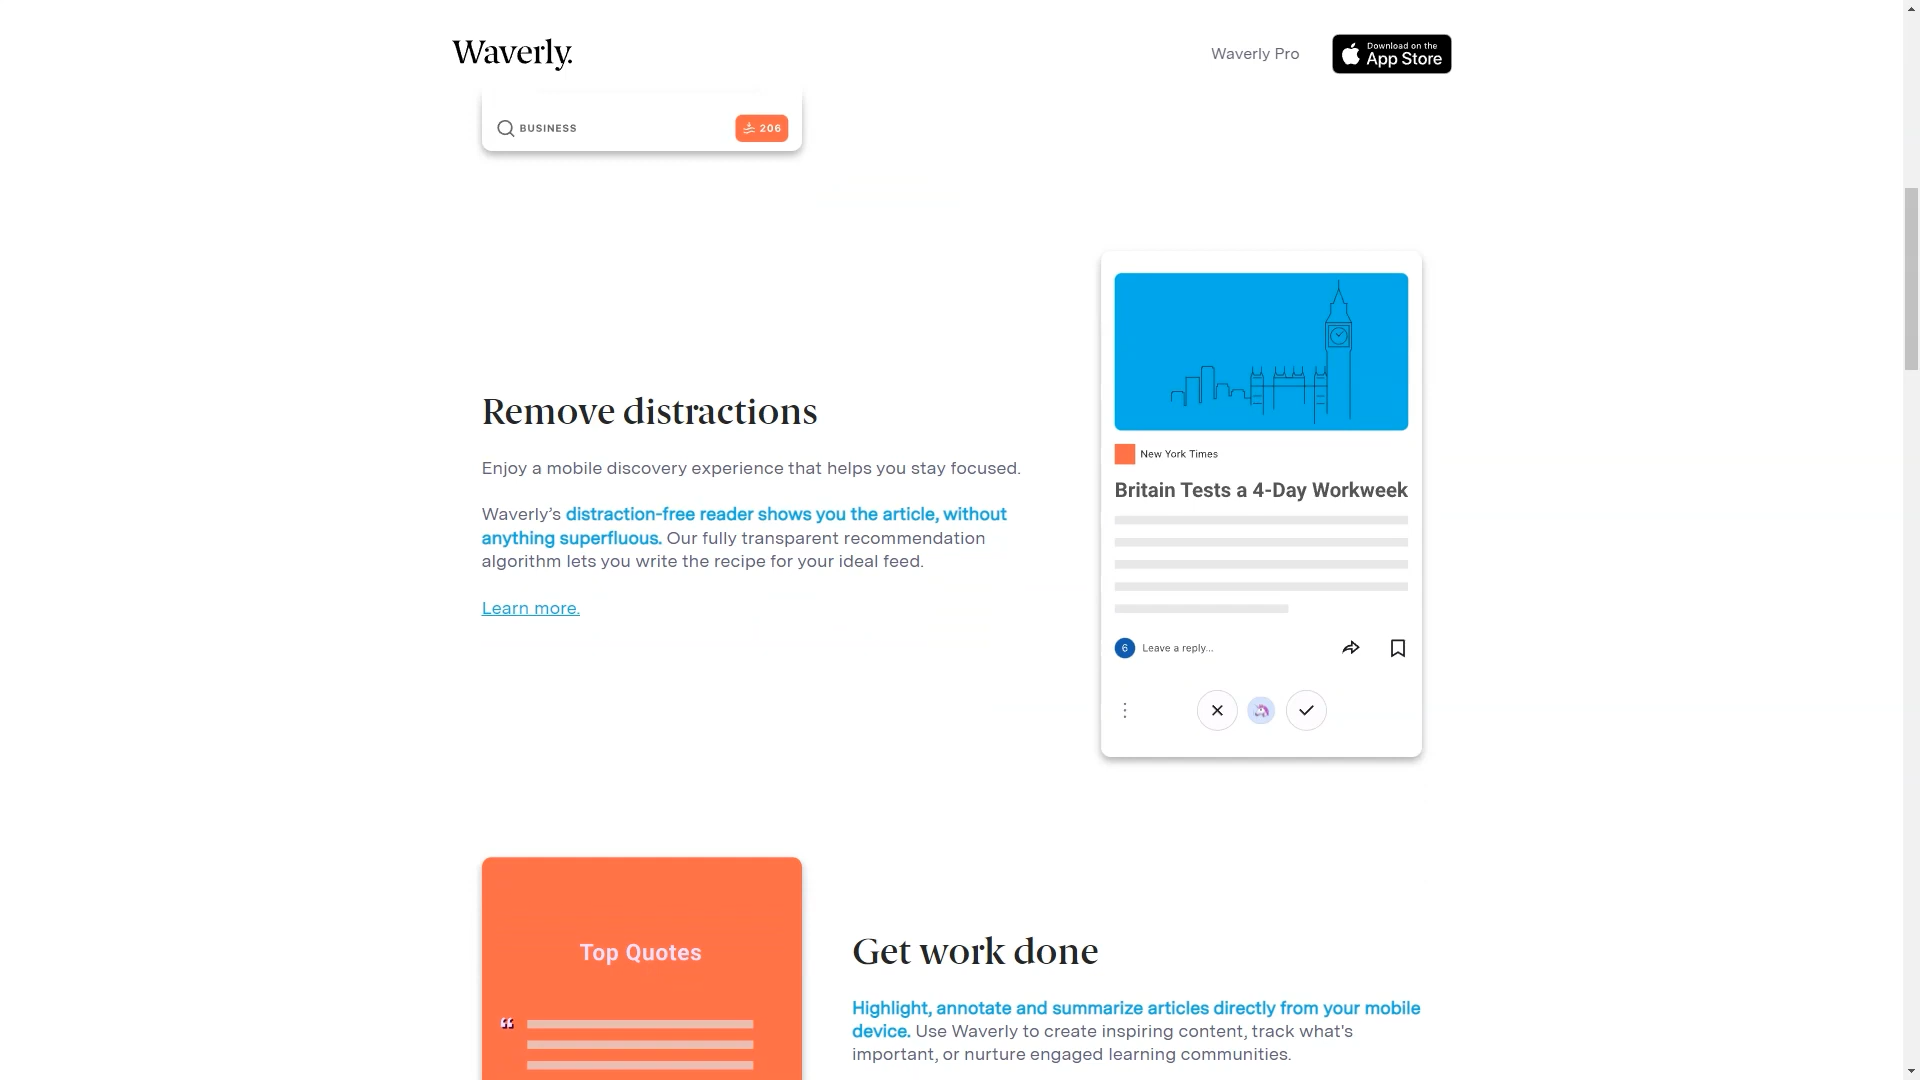 Waverly.
Waverly Pro
Download on the
App Store
BUSINESS
206
Remove distractions
Enjoy a mobile discovery experience that helps you stay focused.
Waverly’s distraction-free reader shows you the article, without
anything superfluous. Our fully transparent recommendation
algorithm lets you write the recipe for your ideal feed.
Learn more.
New York Times
Britain Tests a 4-Day Workweek
6 Leave a reply...
Top Quotes
“
Get work done
Highlight, annotate and summarize articles directly from your mobile
device. Use Waverly to create inspiring content, track what's
important, or nurture engaged learning communities.